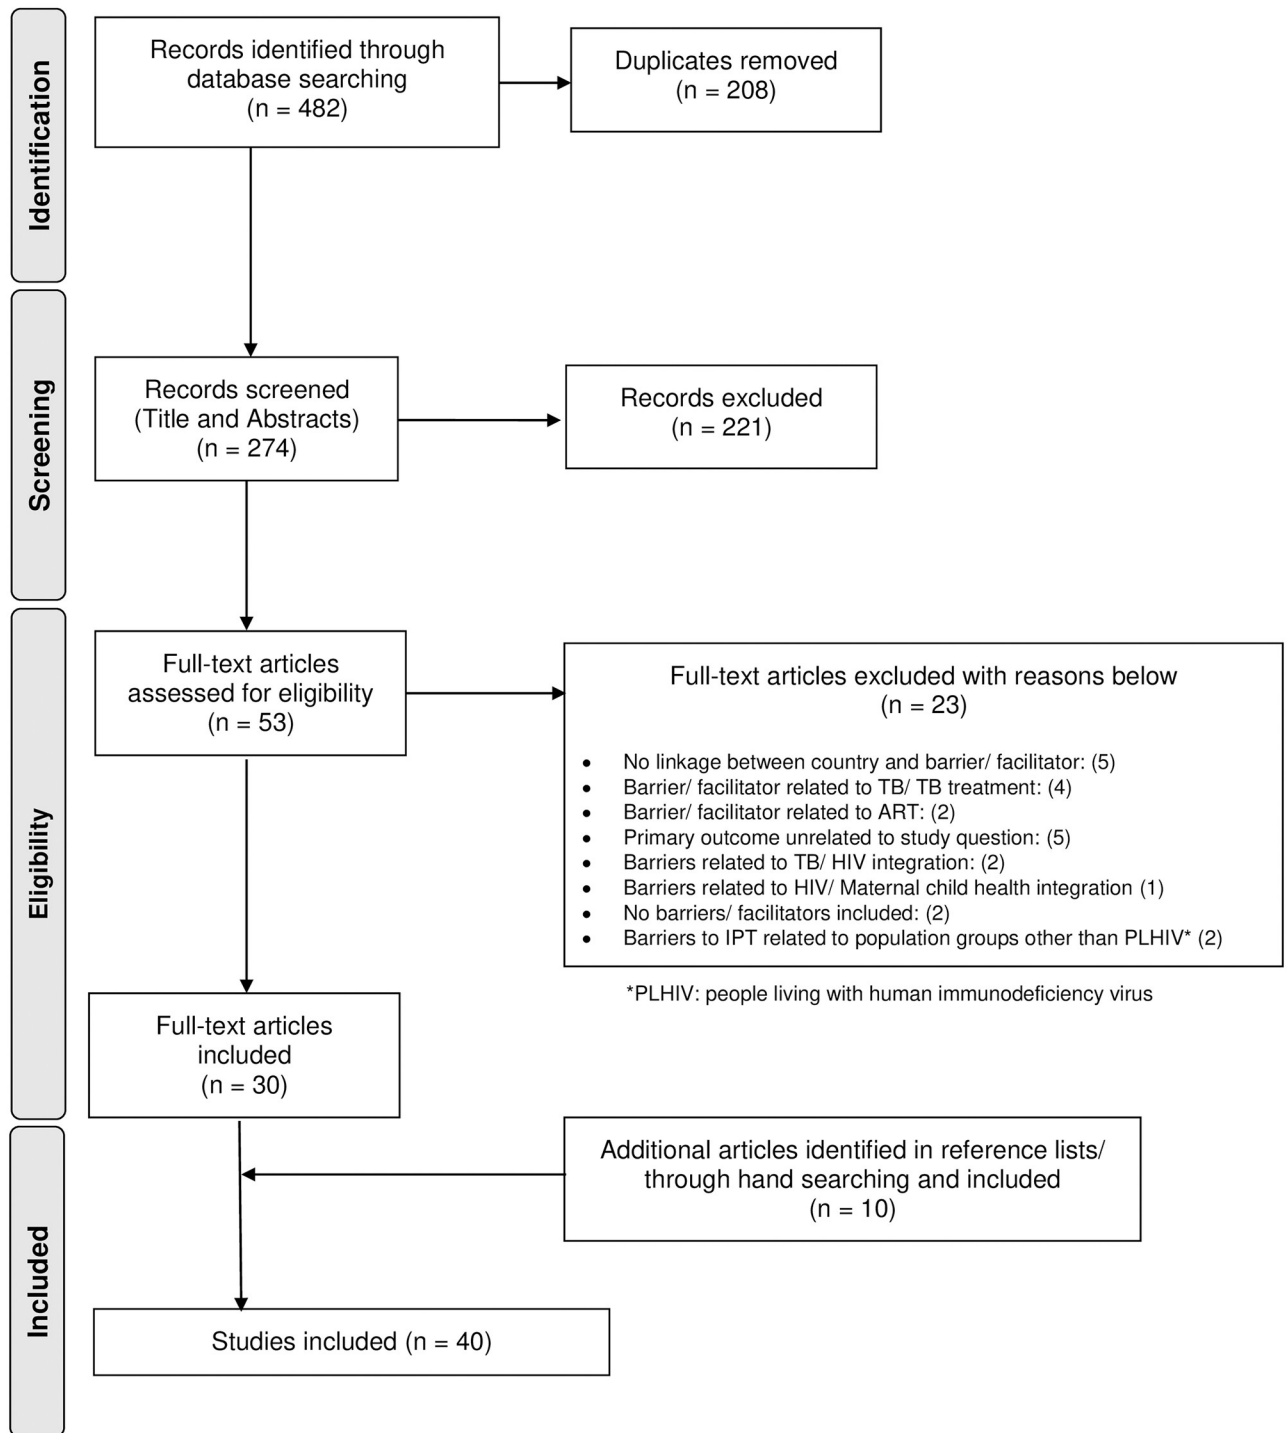 Identification
Records identified through
database searching
(n = 482)
Duplicates removed
(n = 208)
Screening
Records screened
(Title and Abstracts)
(n = 274)
Records excluded
(n = 221)
Eligibility
Full-text articles
assessed for eligibility
(n = 53)
Full-text articles excluded with reasons below
(n = 23)
• No linkage between country and barrier/ facilitator: (5)
• Barrier/ facilitator related to TB/ TB treatment: (4)
• Barrier/ facilitator related to ART: (2)
• Primary outcome unrelated to study question: (5)
• Barriers related to TB/ HIV integration: (2)
• Barriers related to HIV/ Maternal child health integration (1)
• No barriers/ facilitators included: (2)
• Barriers to IPT related to population groups other than PLHIV* (2)
*PLHIV: people living with human immunodeficiency virus
Full-text articles
included
(n = 30)
Included
Additional articles identified in reference lists/
through hand searching and included
(n = 10)
Studies included (n = 40)